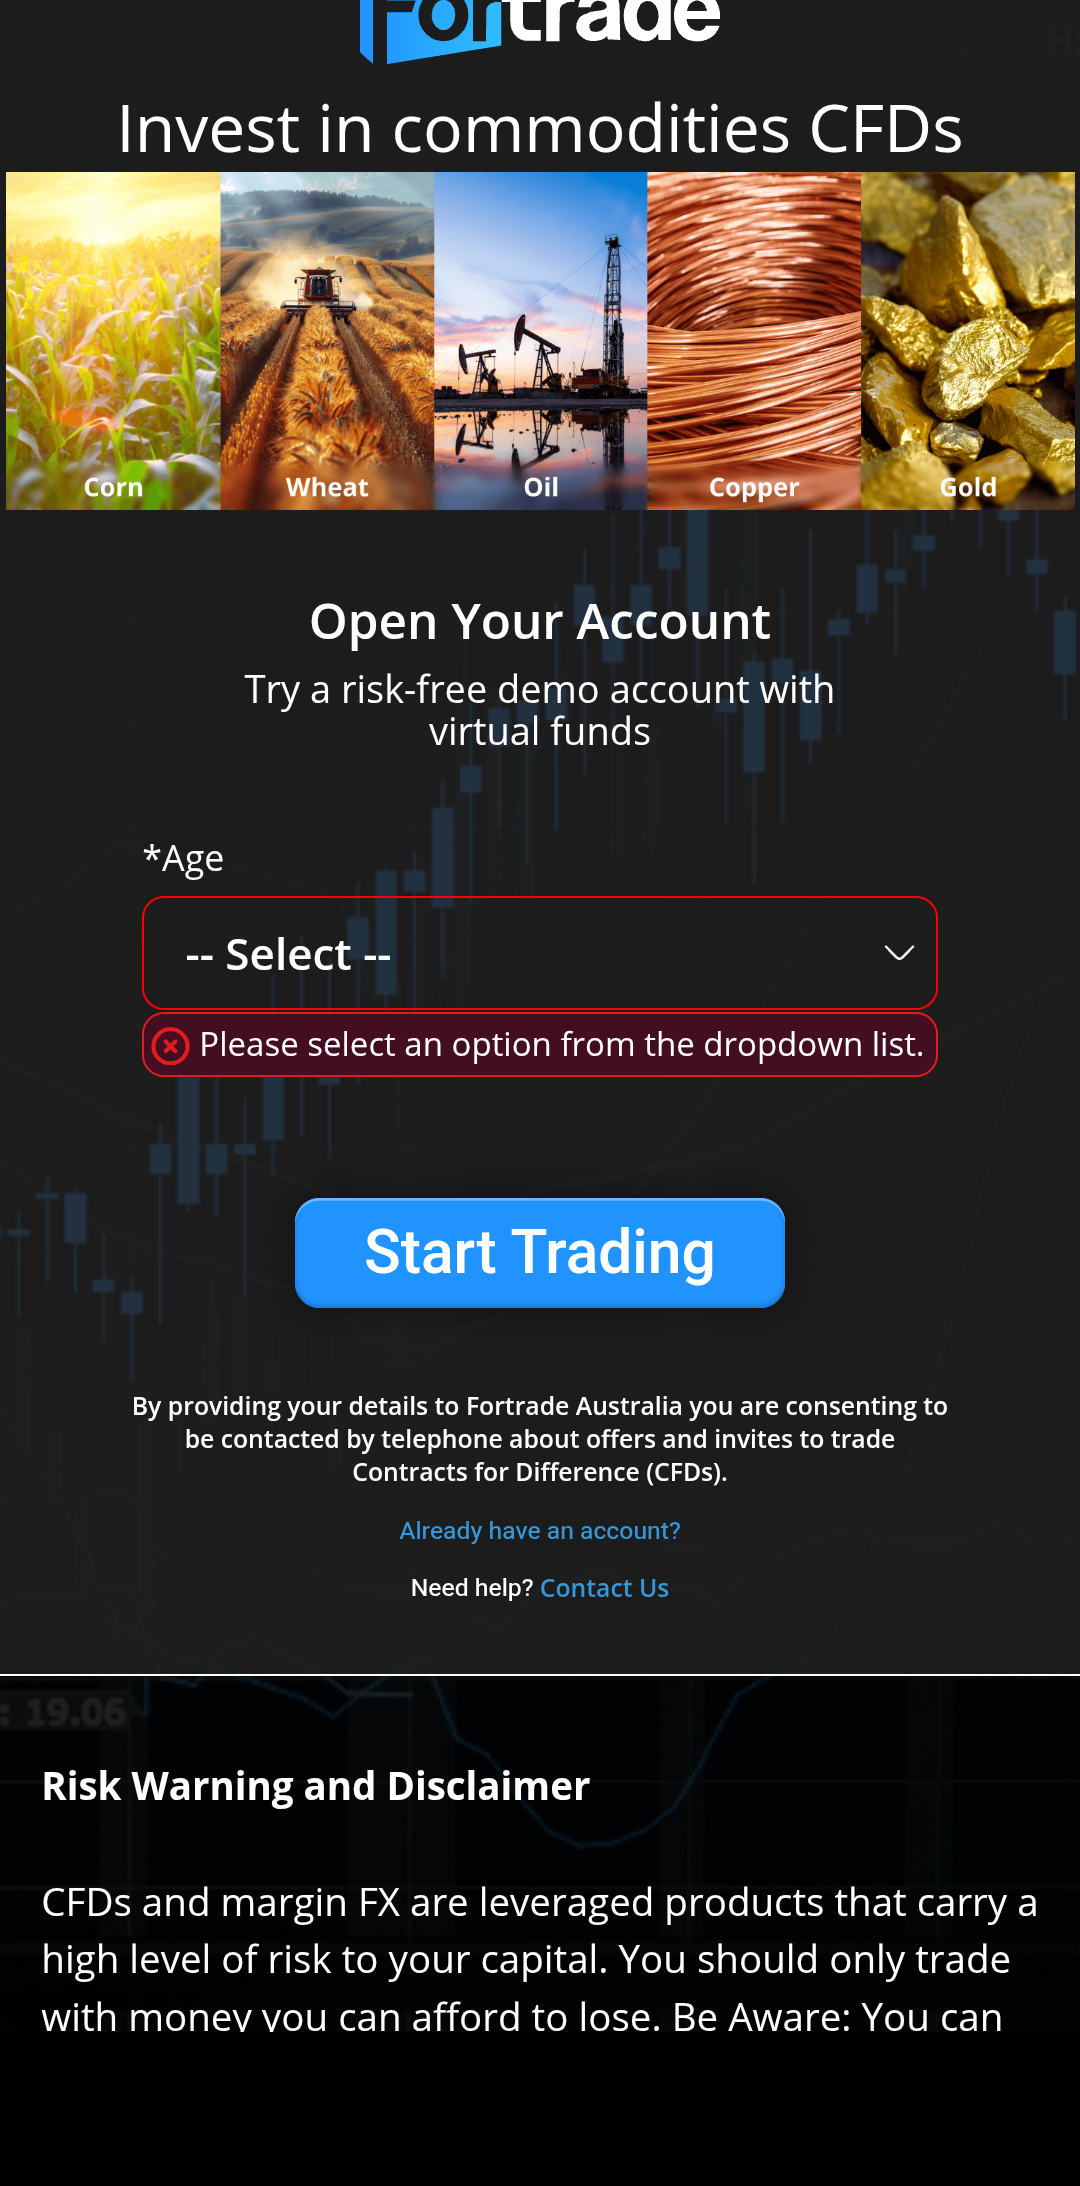 Fortrade
Invest in commodities CFDs
Corn
Wheat
Oil
Copper
Gold
Open Your Account
Try a risk-free demo account with
virtual funds
*Age
-- Select --
Please select an option from the dropdown list.
Start Trading
By providing your details to Fortrade Australia you are consenting to
be contacted by telephone about offers and invites to trade
Contracts for Difference (CFDs).
Already have an account?
Need help? Contact Us
: 19.06
Risk Warning and Disclaimer
CFDs and margin FX are leveraged products that carry a
high level of risk to your capital. You should only trade
with money you can afford to lose. Be Aware: You can